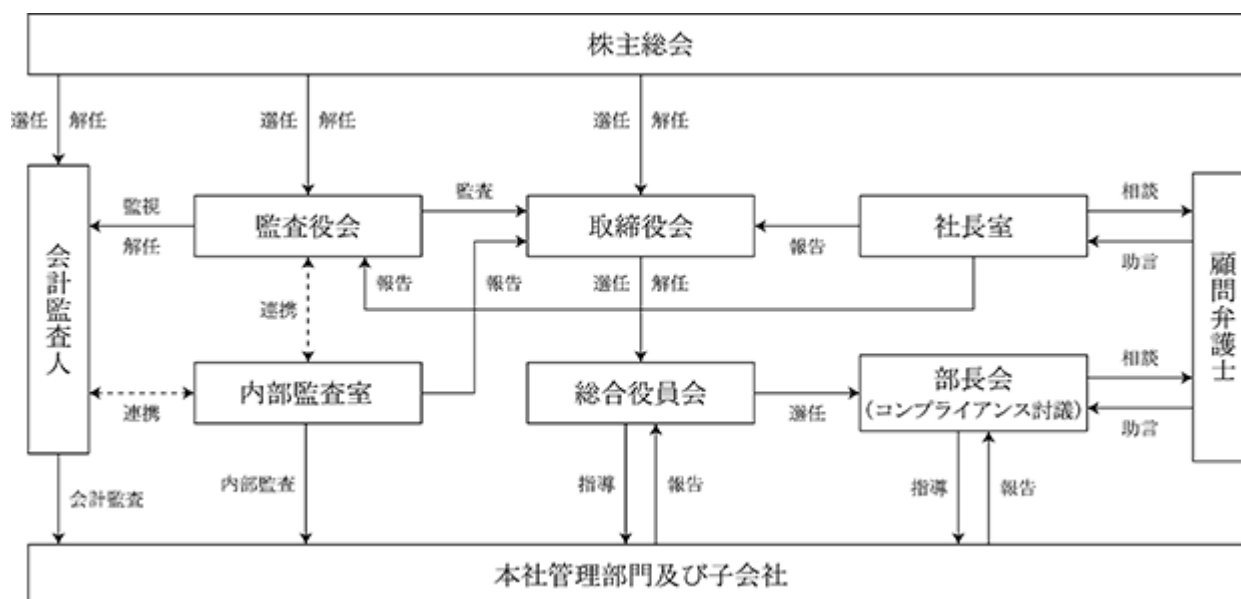 株主総会
選任
解任
選任
解任
選任
解任
会計監査人
監視
解任
監査役会
監査
取締役会
報告
社長室
相談
助言
顧問弁護士
連携
報告
報告
選任
解任
連携
内部監査室
総合役員会
選任
部長会
(コンプライアンス討議)
相談
助言
会計監査
内部監査
指導
報告
指導
報告
本社管理部門及び子会社